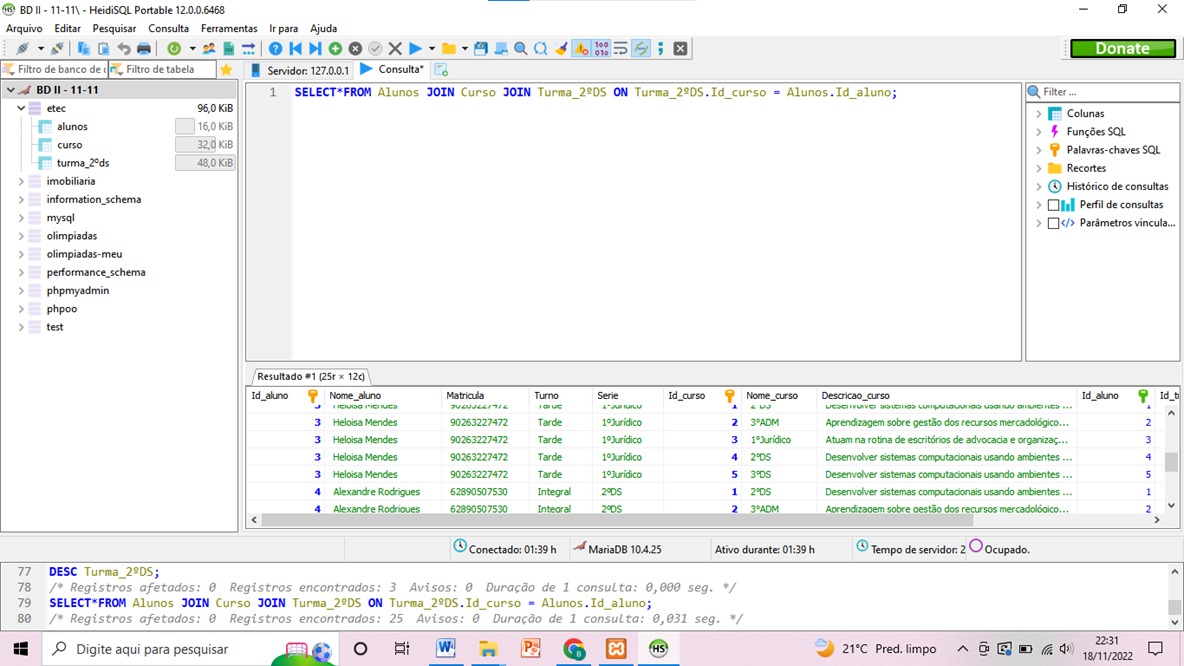 BD II - 11-11\ - HeidiSQL Portable 12.0.0.6468
Arquivo Editar Pesquisar Consulta Ferramentas Ir para Ajuda
Donate
Filtro de banco de Filtro de tabela Servidor: 127.0.0.1 Consulta*
BD II - 11-11
etec 96,0 KiB
alunos 16,0 KiB
curso 32,0 KiB
turma_2ºds 48,0 KiB
imobiliaria
information_schema
mysql
olimpiadas
olimpiadas-meu
performance_schema
phpmyadmin
phpoo
test
1 SELECT*FROM Alunos JOIN Curso JOIN Turma_2ºDS ON Turma_2ºDS.Id_curso = Alunos.Id_aluno;
Filter ...
Colunas
Funções SQL
Palavras-chaves SQL
Recortes
Histórico de consultas
Perfil de consultas
Parâmetros vincula...
Resultado #1 (25r × 12c)
Id_aluno Nome_aluno Matricula Turno Serie Id_curso Nome_curso Descricao_curso Id_aluno Id_t
3 Heloisa Mendes 90263227472 Tarde 1ºJurídico 1 2ºDS Desenvolver sistemas computacionais usando ambientes ... 1
3 Heloisa Mendes 90263227472 Tarde 1ºJurídico 2 3ºADM Aprendizagem sobre gestão dos recursos mercadológico... 2
3 Heloisa Mendes 90263227472 Tarde 1ºJurídico 3 1ºJurídico Atuam na rotina de escritórios de advocacia e organizaç... 3
3 Heloisa Mendes 90263227472 Tarde 1ºJurídico 4 2ºDS Desenvolver sistemas computacionais usando ambientes ... 4
3 Heloisa Mendes 90263227472 Tarde 1ºJurídico 5 3ºDS Desenvolver sistemas computacionais usando ambientes ... 5
4 Alexandre Rodrigues 62890507530 Integral 2ºDS 1 2ºDS Desenvolver sistemas computacionais usando ambientes ... 1
4 Alexandre Rodrigues 62890507530 Integral 2ºDS 2 3ºADM Aprendizagem sobre gestão dos recursos mercadológico... 2
Conectado: 01:39 h MariaDB 10.4.25 Ativo durante: 01:39 h Tempo de servidor: 2 Ocupado.
77 DESC Turma_2ºDS;
78 /* Registros afetados: 0 Registros encontrados: 3 Avisos: 0 Duração de 1 consulta: 0,000 seg. */
79 SELECT*FROM Alunos JOIN Curso JOIN Turma_2ºDS ON Turma_2ºDS.Id_curso = Alunos.Id_aluno;
80 /* Registros afetados: 0 Registros encontrados: 25 Avisos: 0 Duração de 1 consulta: 0,031 seg. */
Digite aqui para pesquisar
21°C Pred. limpo
22:31
18/11/2022